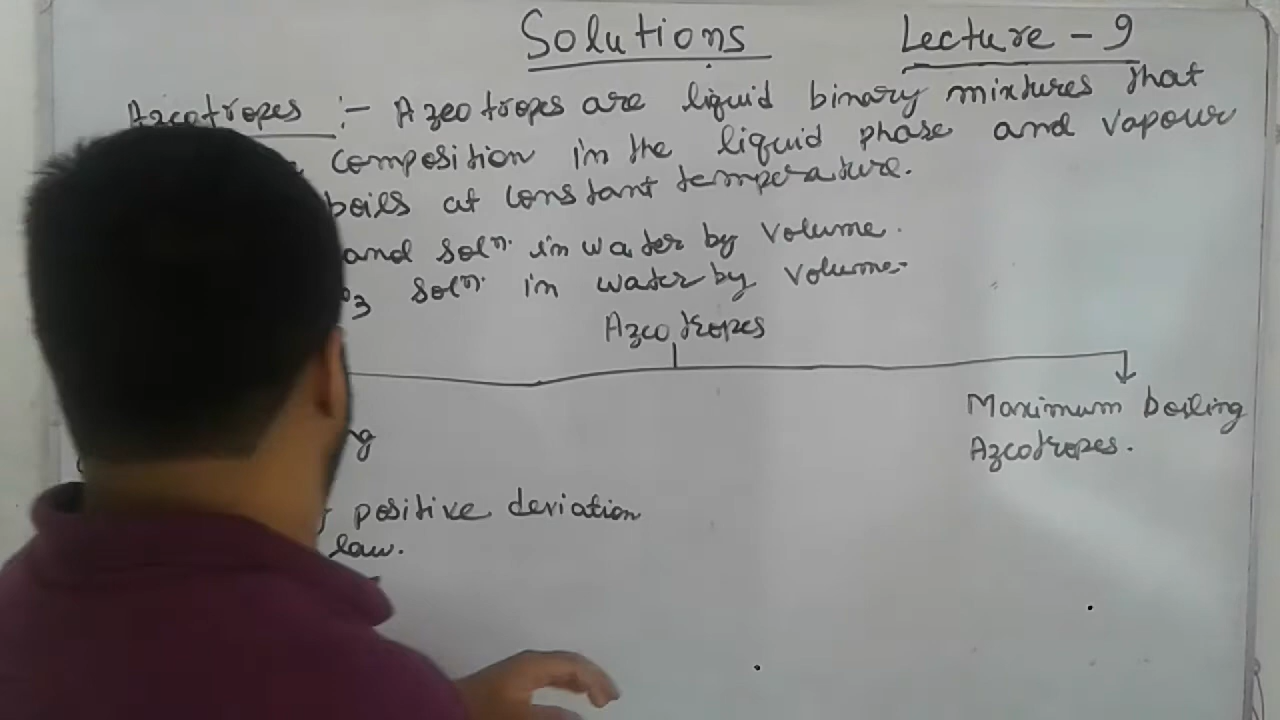 Solutions Lecture - 9
Azeotropes :- Azeotropes are liquid binary mixtures that
composition in the liquid phase and vapour
boils at constant temperature.
and solⁿ. in water by volume.
3 solⁿ. in water by volume.
Azeotropes
Maximum boiling
Azeotropes.
positive deviation
law.